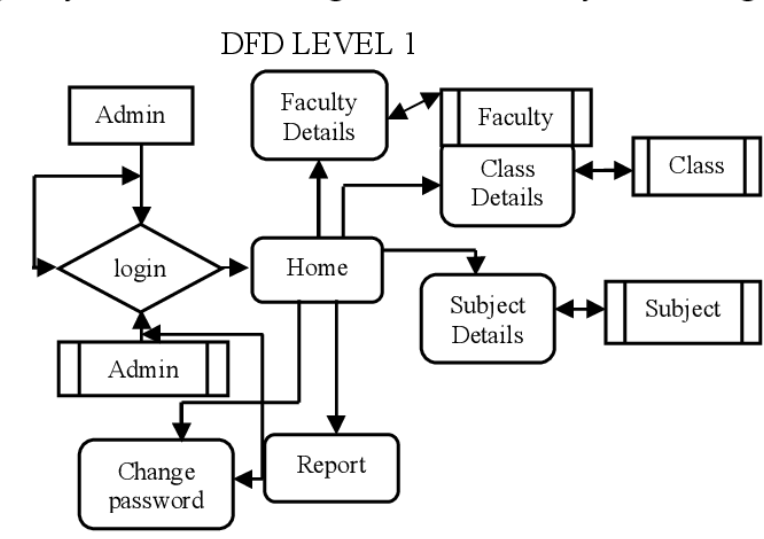 DFD LEVEL 1
Admin
Faculty
Details
Faculty
Class
Details
Class
login
Home
Subject
Details
Subject
Admin
Change
password
Report